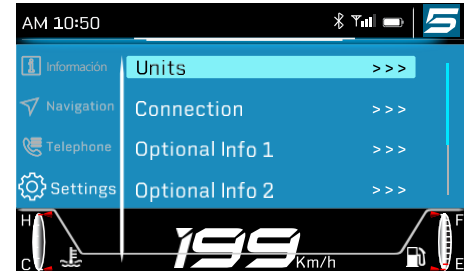 AM 10:50
Información
Navigation
Telephone
Settings
Units >>>
Connection >>>
Optional Info 1 >>>
Optional Info 2 >>>
H
C
199 Km/h
F
E